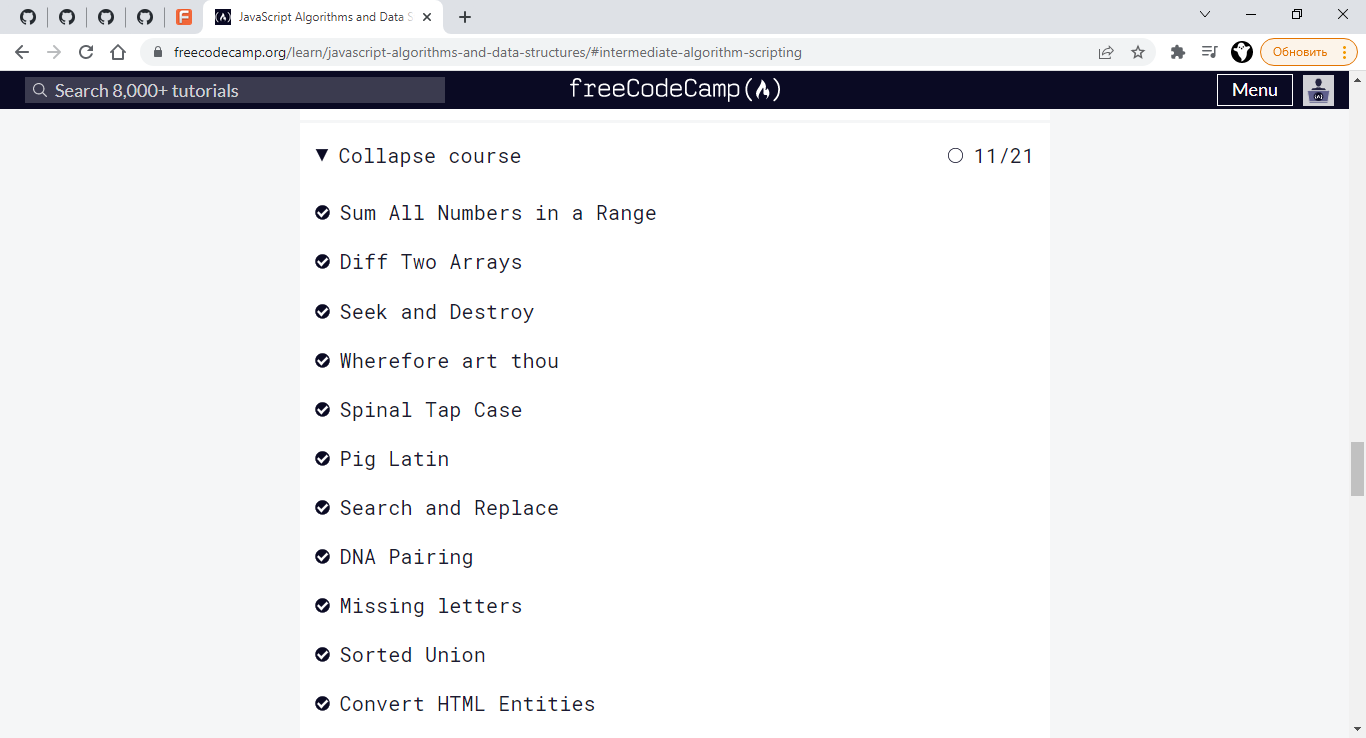 JavaScript Algorithms and Data S
freecodecamp.org/learn/javascript-algorithms-and-data-structures/#intermediate-algorithm-scripting
Обновить
Search 8,000+ tutorials
freeCodeCamp(🔥)
Menu
Collapse course
11/21
Sum All Numbers in a Range
Diff Two Arrays
Seek and Destroy
Wherefore art thou
Spinal Tap Case
Pig Latin
Search and Replace
DNA Pairing
Missing letters
Sorted Union
Convert HTML Entities